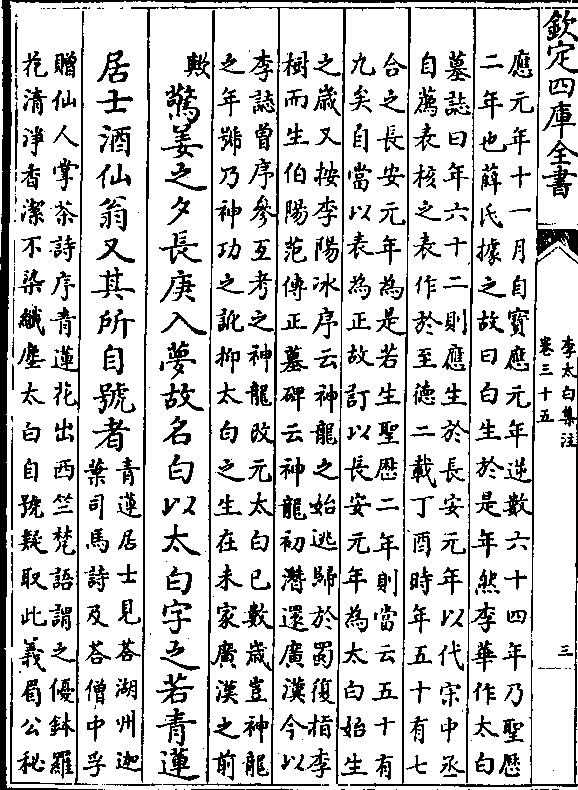 欽定四庫全書
李太白集注
卷三十五
三
應元年十一月自寶應元年逆數六十四年乃聖歴
二年也薛氏據之故曰白生於是年然李華作太白
墓誌曰年六十二則應生於長安元年以代宋中丞
自薦表核之表作於至德二載丁酉時年五十有七
合之長安元年為是若生聖歴二年則當云五十有
九矣自當以表為正故訂以長安元年為太白始生
之歳又按李陽冰序云神龍之始逃歸於蜀復指李
樹而生伯陽范傳正墓碑云神龍初潛還廣漢今以
李誌曽序參互考之神龍改元太白已數歳豈神龍
之年號乃神功之訛抑太白之生在未家廣漢之前
歟
驚姜之夕長庚入夢故名白以太白字之若青蓮
居士酒仙翁又其所自號者
青蓮居士見荅湖州迦
葉司馬詩及荅僧中孚
贈仙人掌茶詩序青蓮花出西竺梵語謂之優鉢羅
花清淨香潔不染纎塵太白自號疑取此義蜀公秘